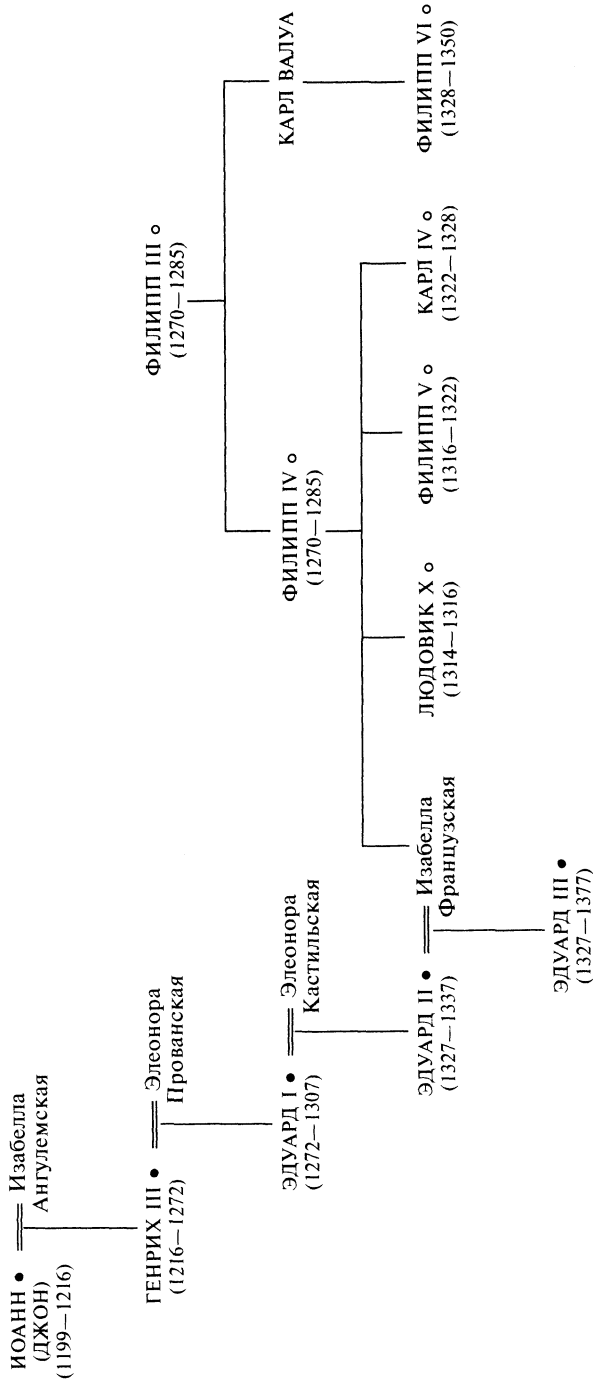 ИОАНН ●
(ДЖОН)
(1199—1216)
Изабелла
Ангулемская
ГЕНРИХ III ●
(1216—1272)
Элеонора
Прованская
ФИЛИПП III ○
(1270—1285)
ЭДУАРД I ●
(1272—1307)
Элеонора
Кастильская
ФИЛИПП IV ○
(1270—1285)
КАРЛ ВАЛУА
ЭДУАРД II ●
(1327—1337)
Изабелла
Французская
ЛЮДОВИК X ○
(1314—1316)
ФИЛИПП V ○
(1316—1322)
КАРЛ IV ○
(1322—1328)
ФИЛИПП VI ○
(1328—1350)
ЭДУАРД III ●
(1327—1377)